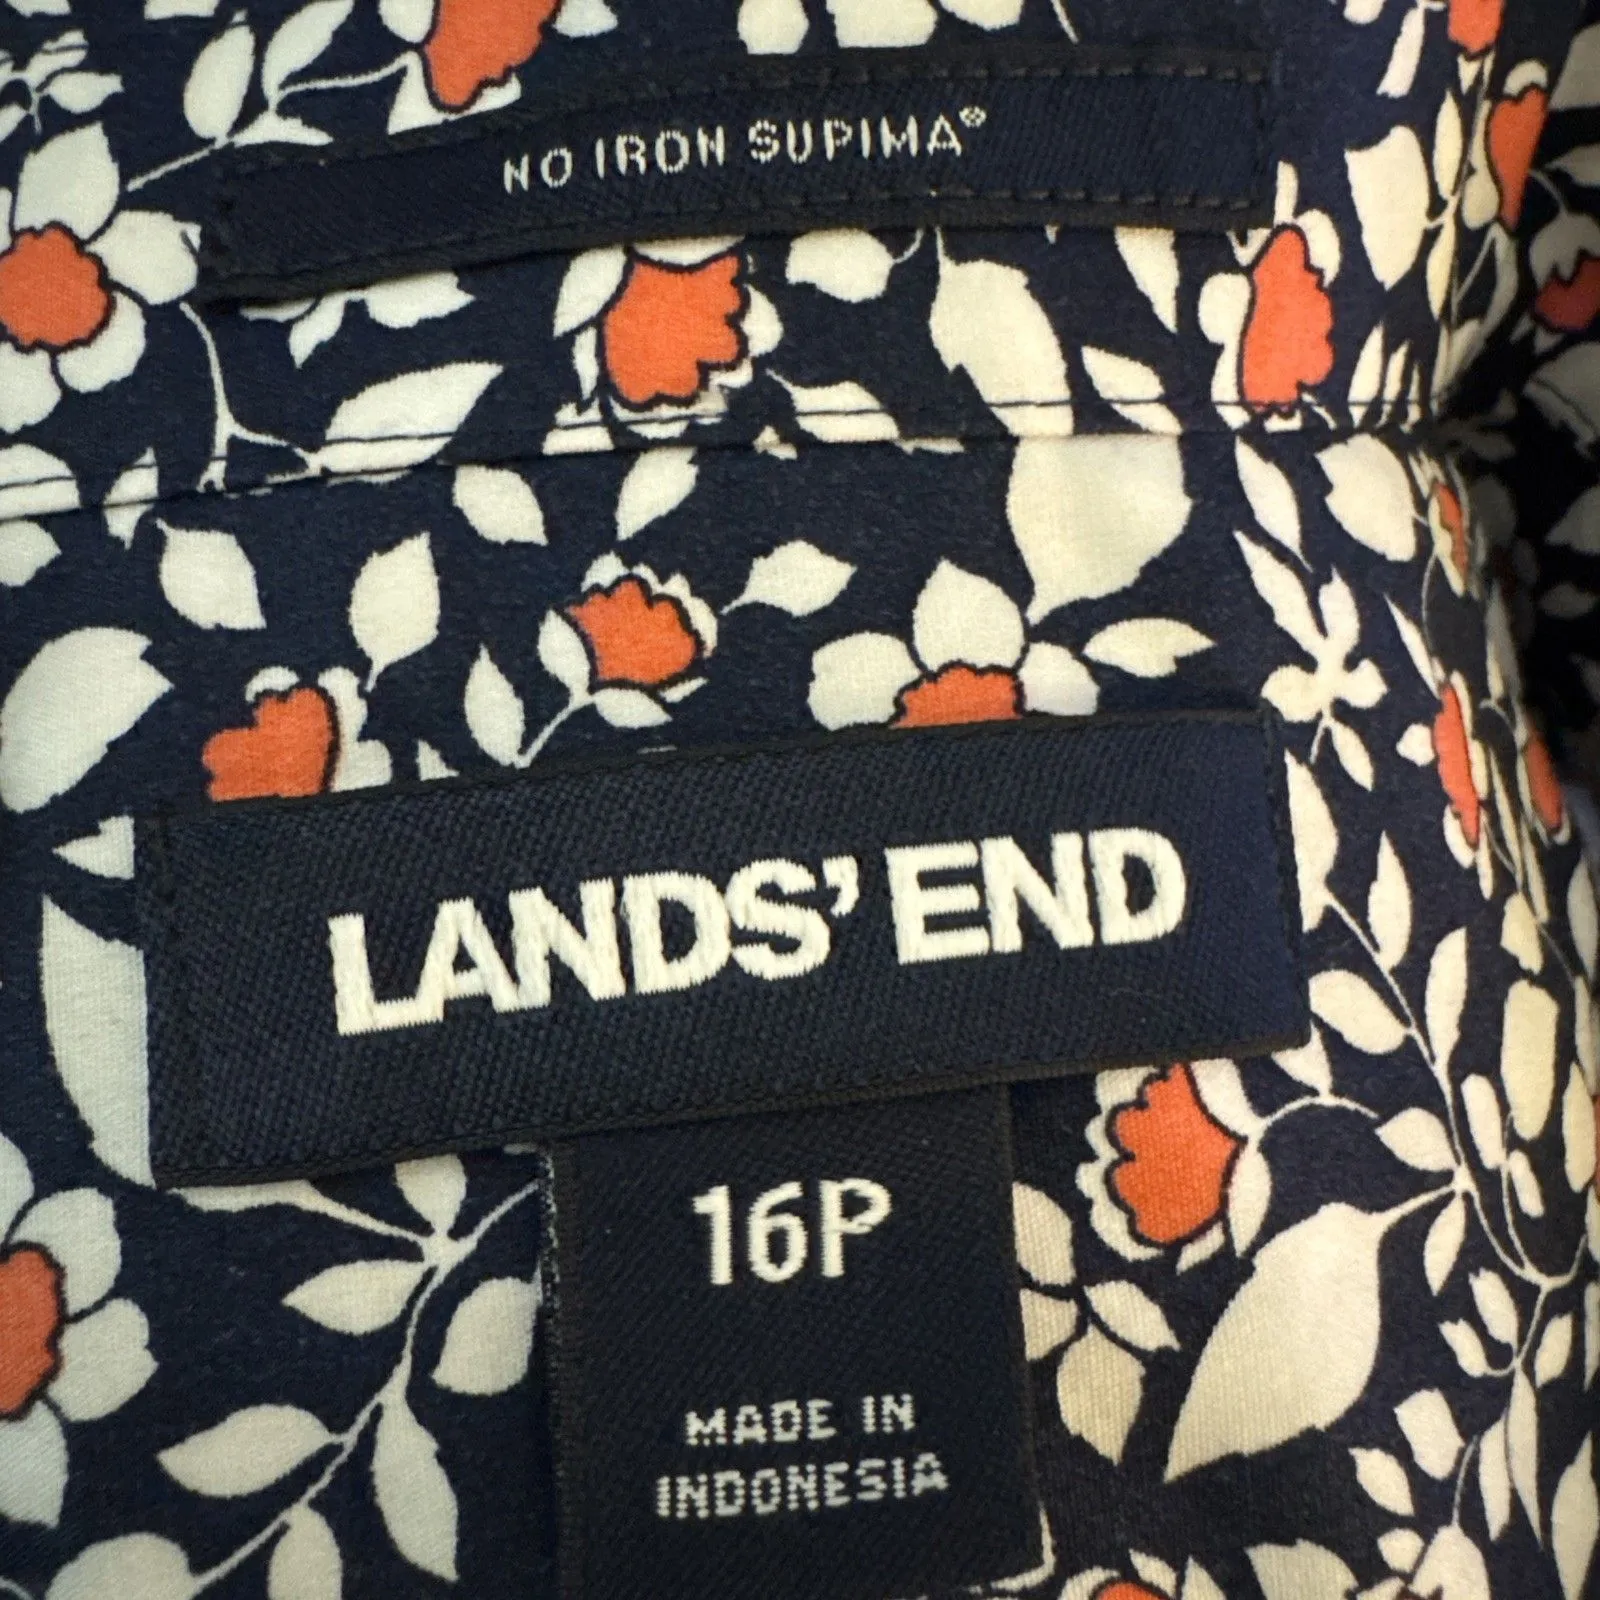 NO IRON SUPIMA®
LANDS' END
16P
MADE IN
INDONESIA